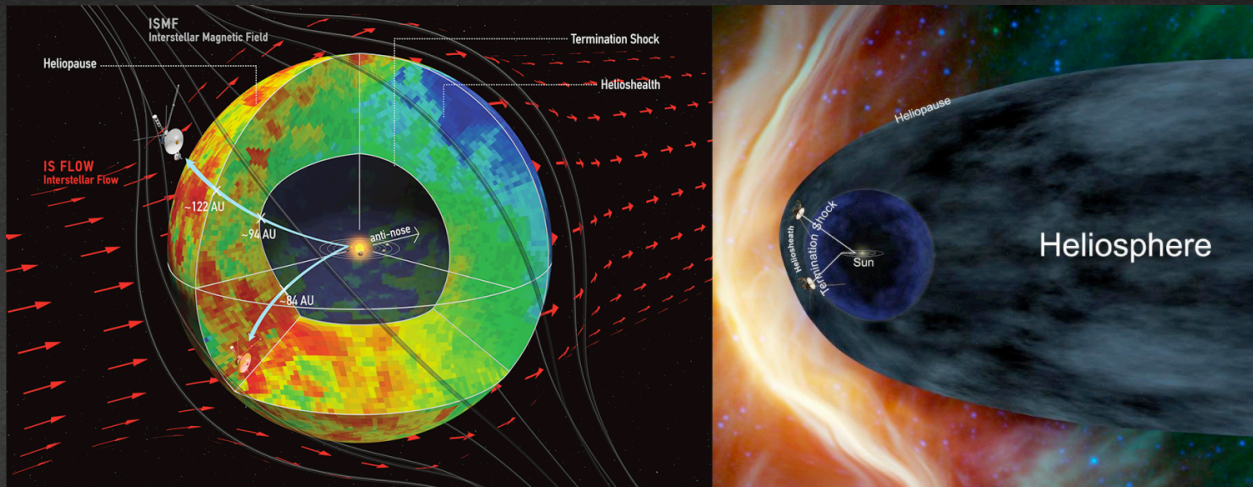 ISMF
Interstellar Magnetic Field
Termination Shock
Heliopause
Helioshealth
IS FLOW
Interstellar Flow
~122 AU
~94 AU
anti-nose
~84 AU
Heliopause
Heliosheath
Termination Shock
Sun
Heliosphere